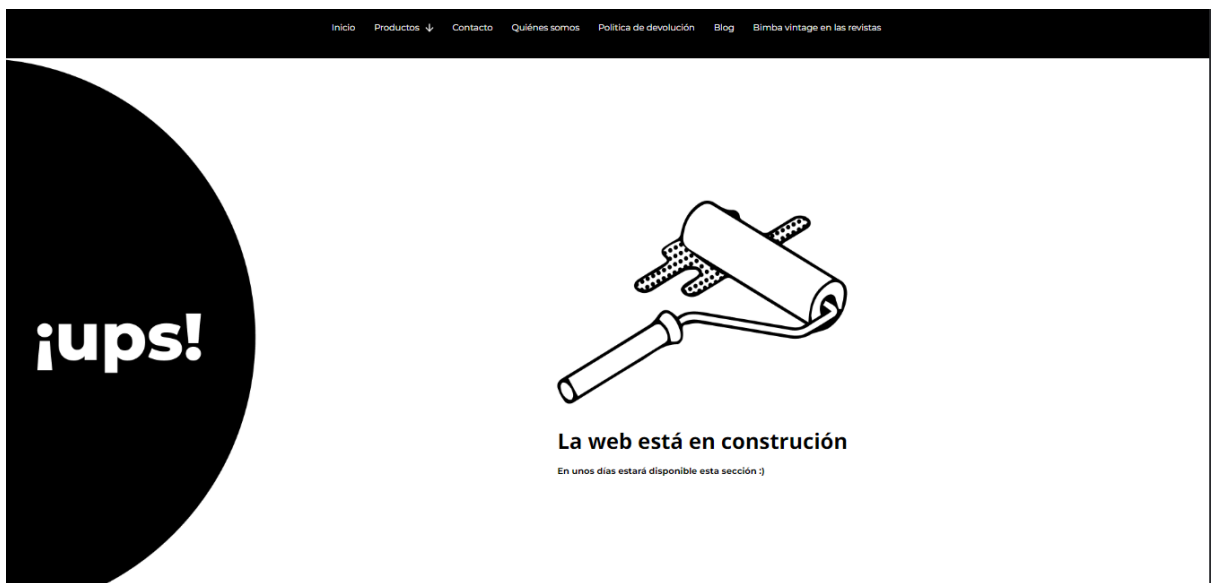 Inicio Productos ↓ Contacto Quiénes somos Politica de devolución Blog Bimba vintage en las revistas
¡ups!
La web está en construción
En unos días estará disponible esta sección :)